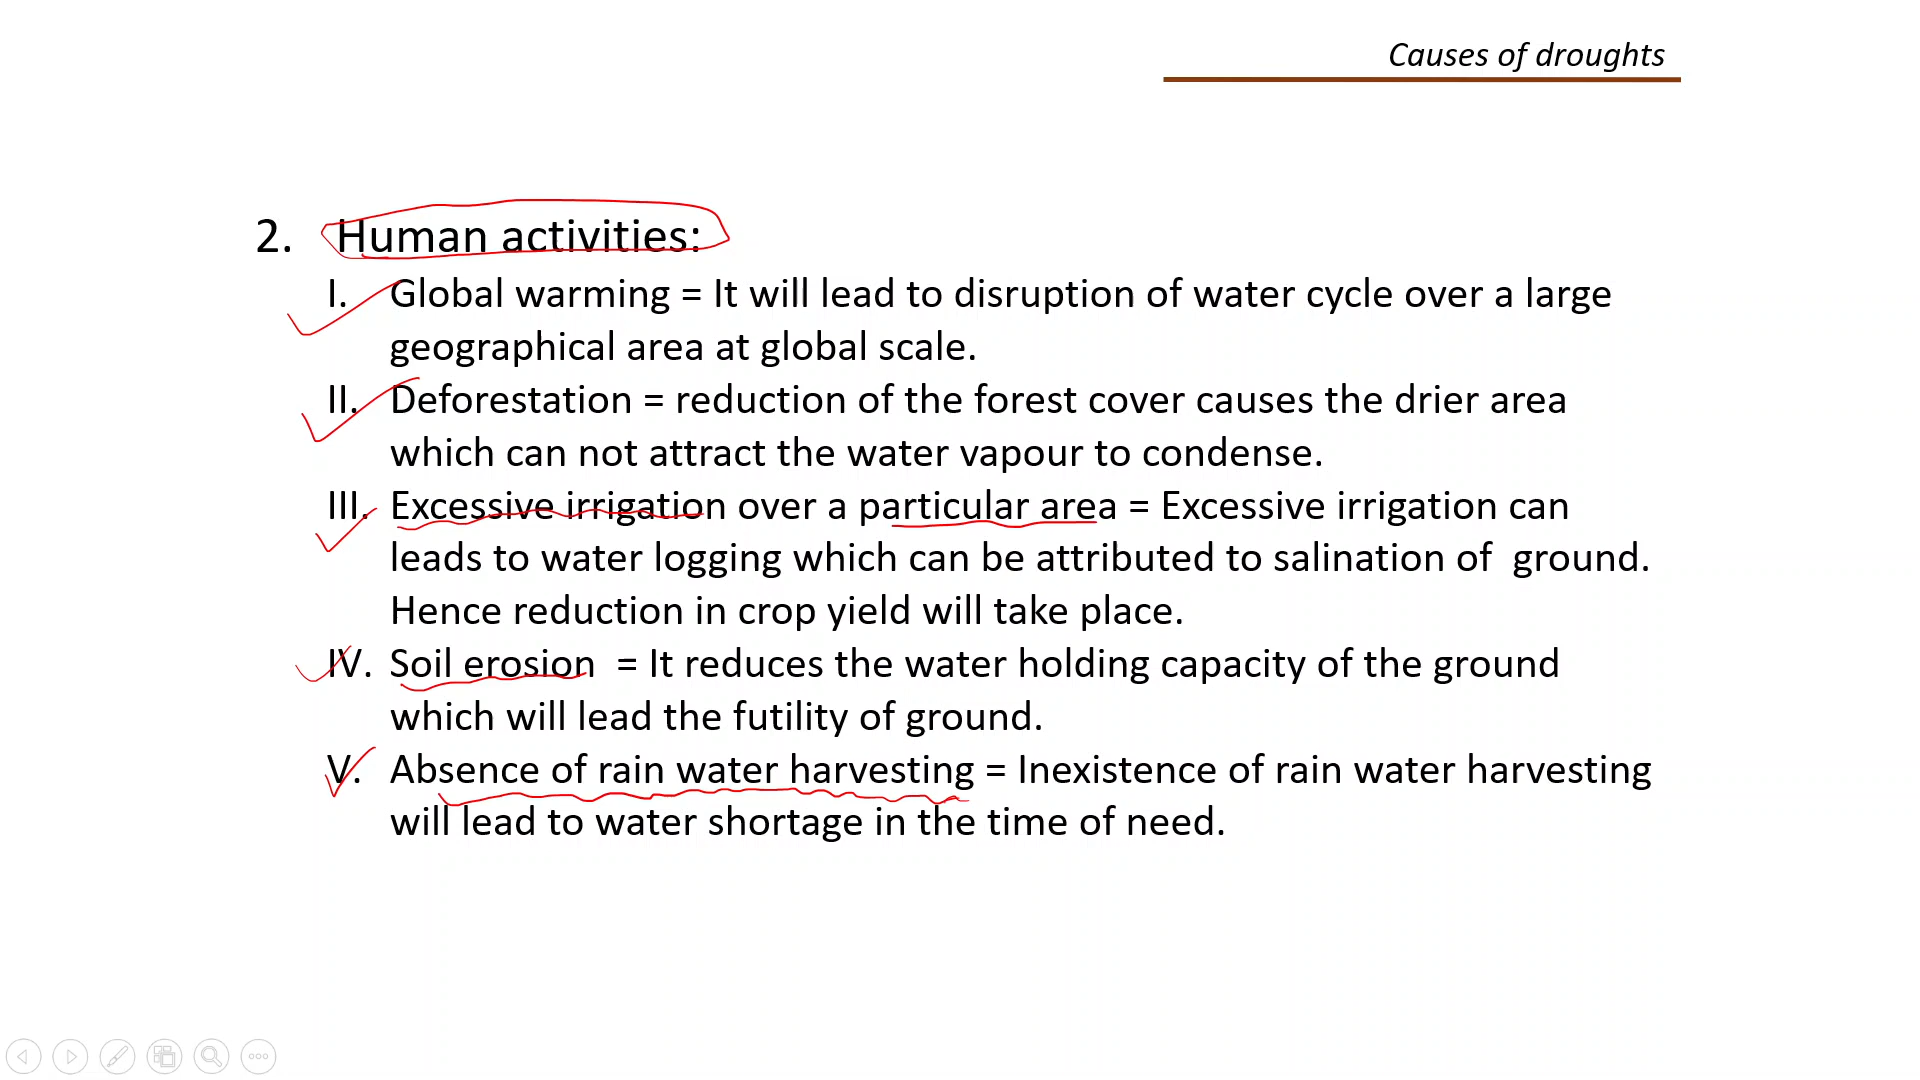 Causes of droughts
2. Human activities:
I. Global warming = It will lead to disruption of water cycle over a large
geographical area at global scale.
II. Deforestation = reduction of the forest cover causes the drier area
which can not attract the water vapour to condense.
III. Excessive irrigation over a particular area = Excessive irrigation can
leads to water logging which can be attributed to salination of  ground.
Hence reduction in crop yield will take place.
IV. Soil erosion  = It reduces the water holding capacity of the ground
which will lead the futility of ground.
V. Absence of rain water harvesting = Inexistence of rain water harvesting
will lead to water shortage in the time of need.